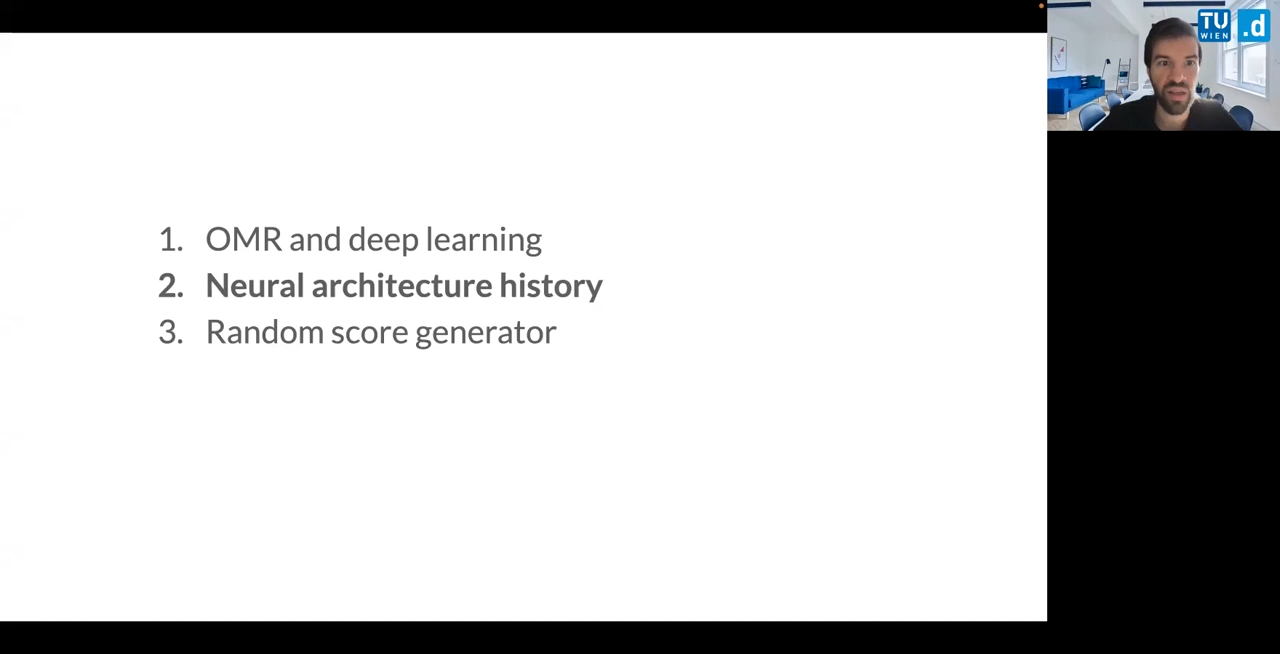 1. OMR and deep learning
2. Neural architecture history
3. Random score generator
TU
WIEN
.d